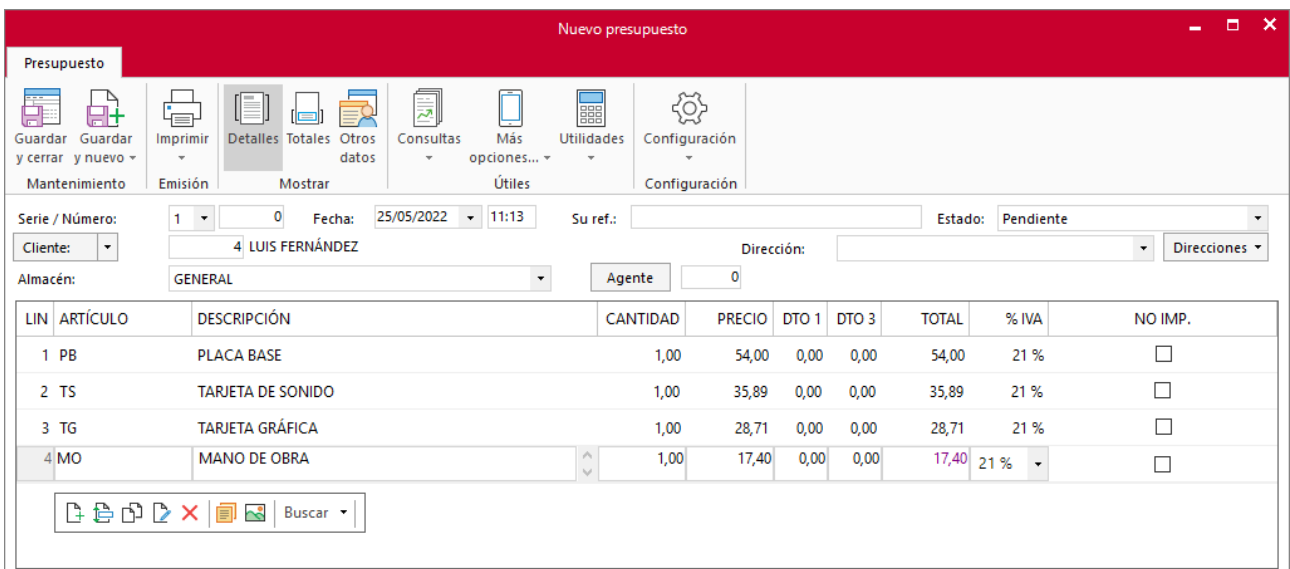 Nuevo presupuesto
Presupuesto
Guardar y cerrar
Guardar y nuevo
Imprimir
Detalles
Totales
Otros datos
Consultas
Más opciones...
Utilidades
Configuración
Mantenimiento Emisión Mostrar Útiles Configuración
Serie / Número: 1 0 Fecha: 25/05/2022 11:13 Su ref.: Estado: Pendiente
Cliente: 4 LUIS FERNÁNDEZ Dirección: Direcciones
Almacén: GENERAL Agente 0
LIN ARTÍCULO DESCRIPCIÓN CANTIDAD PRECIO DTO 1 DTO 3 TOTAL % IVA NO IMP.
1 PB PLACA BASE 1,00 54,00 0,00 0,00 54,00 21 %
2 TS TARJETA DE SONIDO 1,00 35,89 0,00 0,00 35,89 21 %
3 TG TARJETA GRÁFICA 1,00 28,71 0,00 0,00 28,71 21 %
4 MO MANO DE OBRA 1,00 17,40 0,00 0,00 17,40 21 %
Buscar